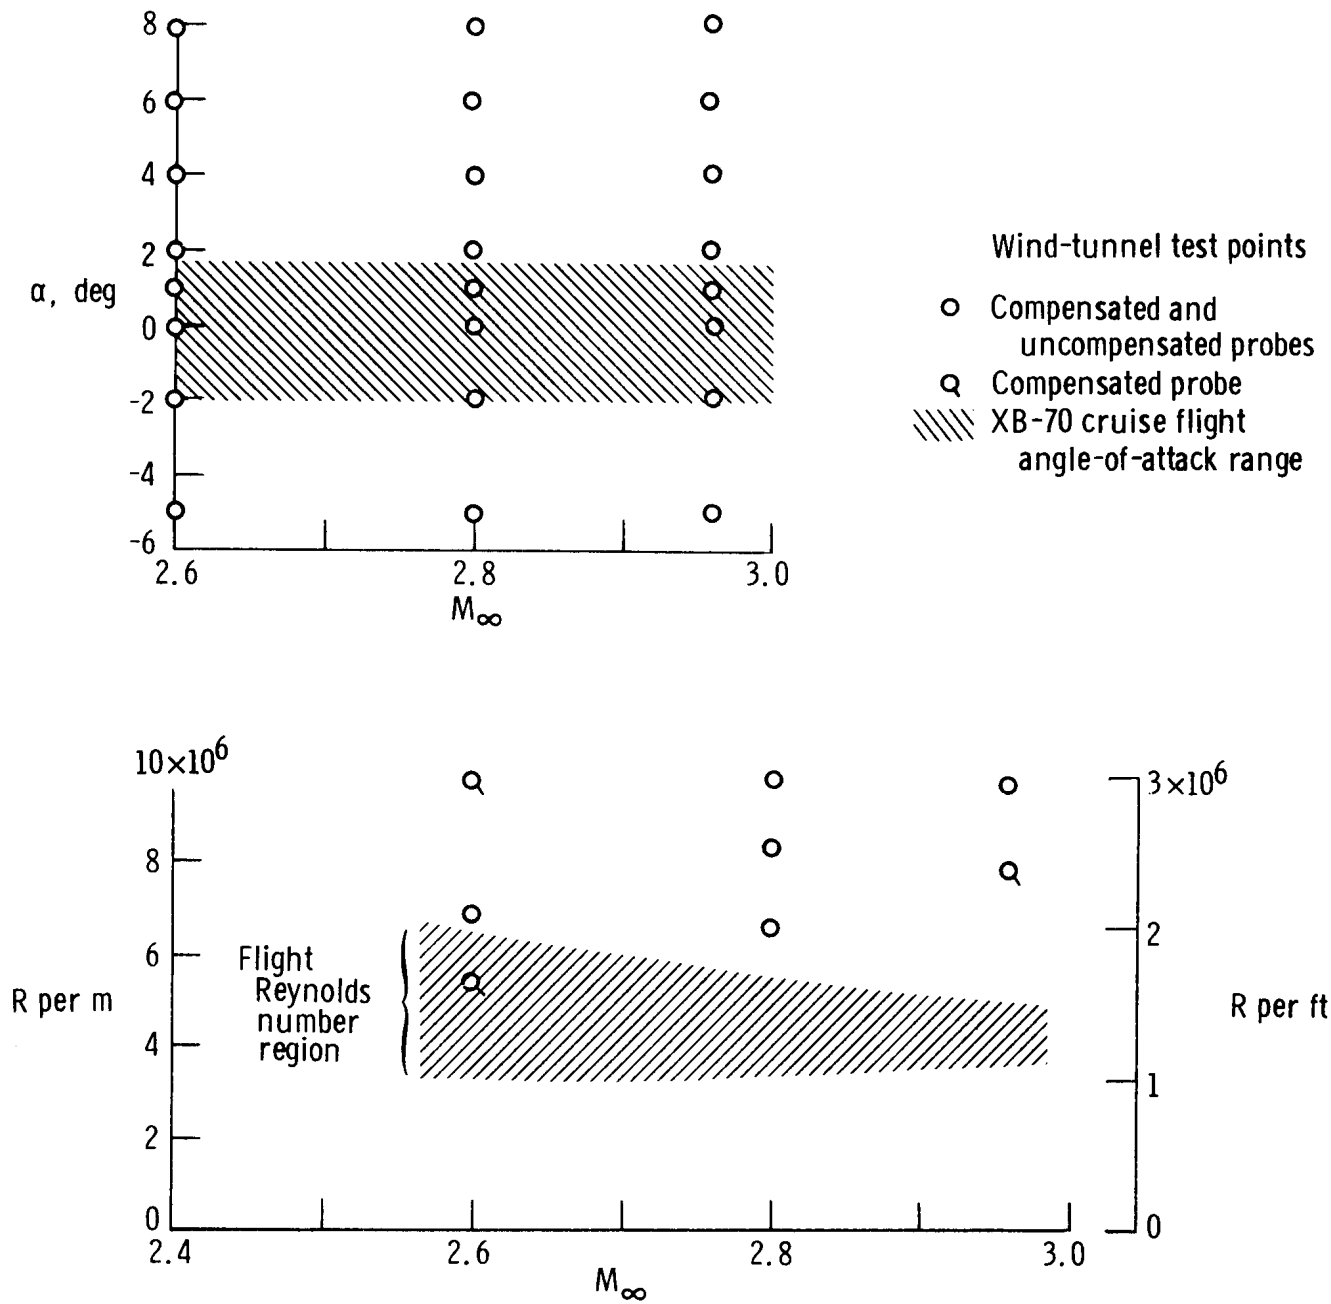 8
6
4
2
0
-2
-4
-6
α, deg
2.6
2.8
3.0
M∞
Wind-tunnel test points
Compensated and
uncompensated probes
Compensated probe
XB-70 cruise flight
angle-of-attack range
10×10⁶
8
6
4
2
0
R per m
Flight
Reynolds
number
region
3×10⁶
2
1
0
R per ft
2.4
2.6
2.8
3.0
M∞